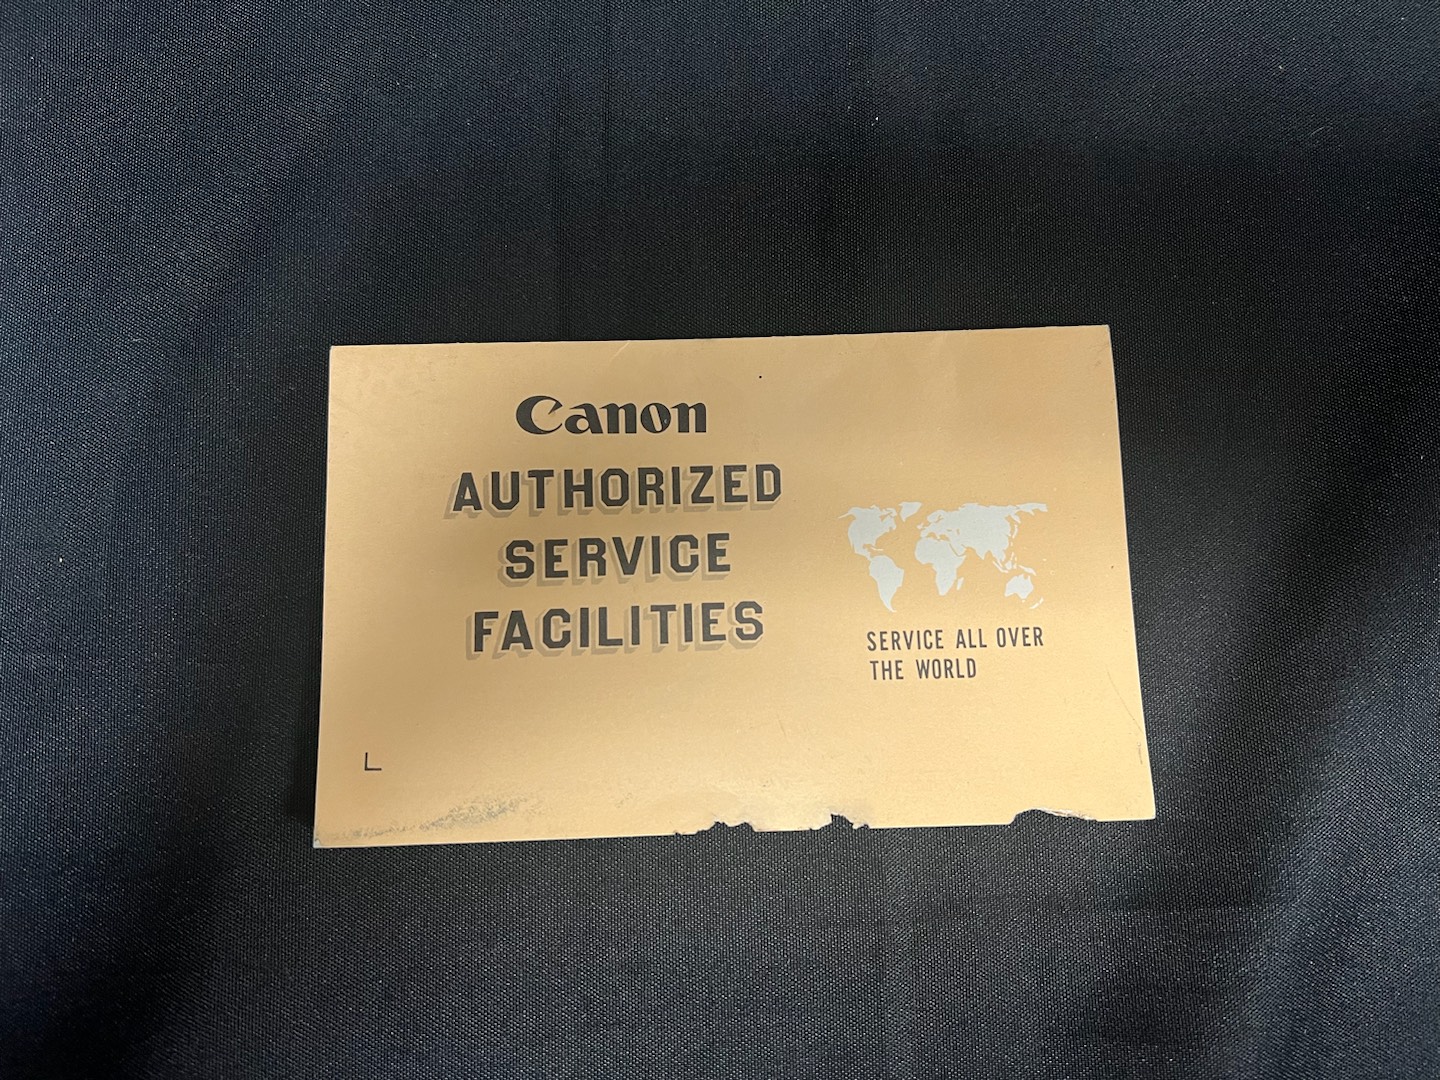 Canon
AUTHORIZED
SERVICE
FACILITIES
SERVICE ALL OVER
THE WORLD
L